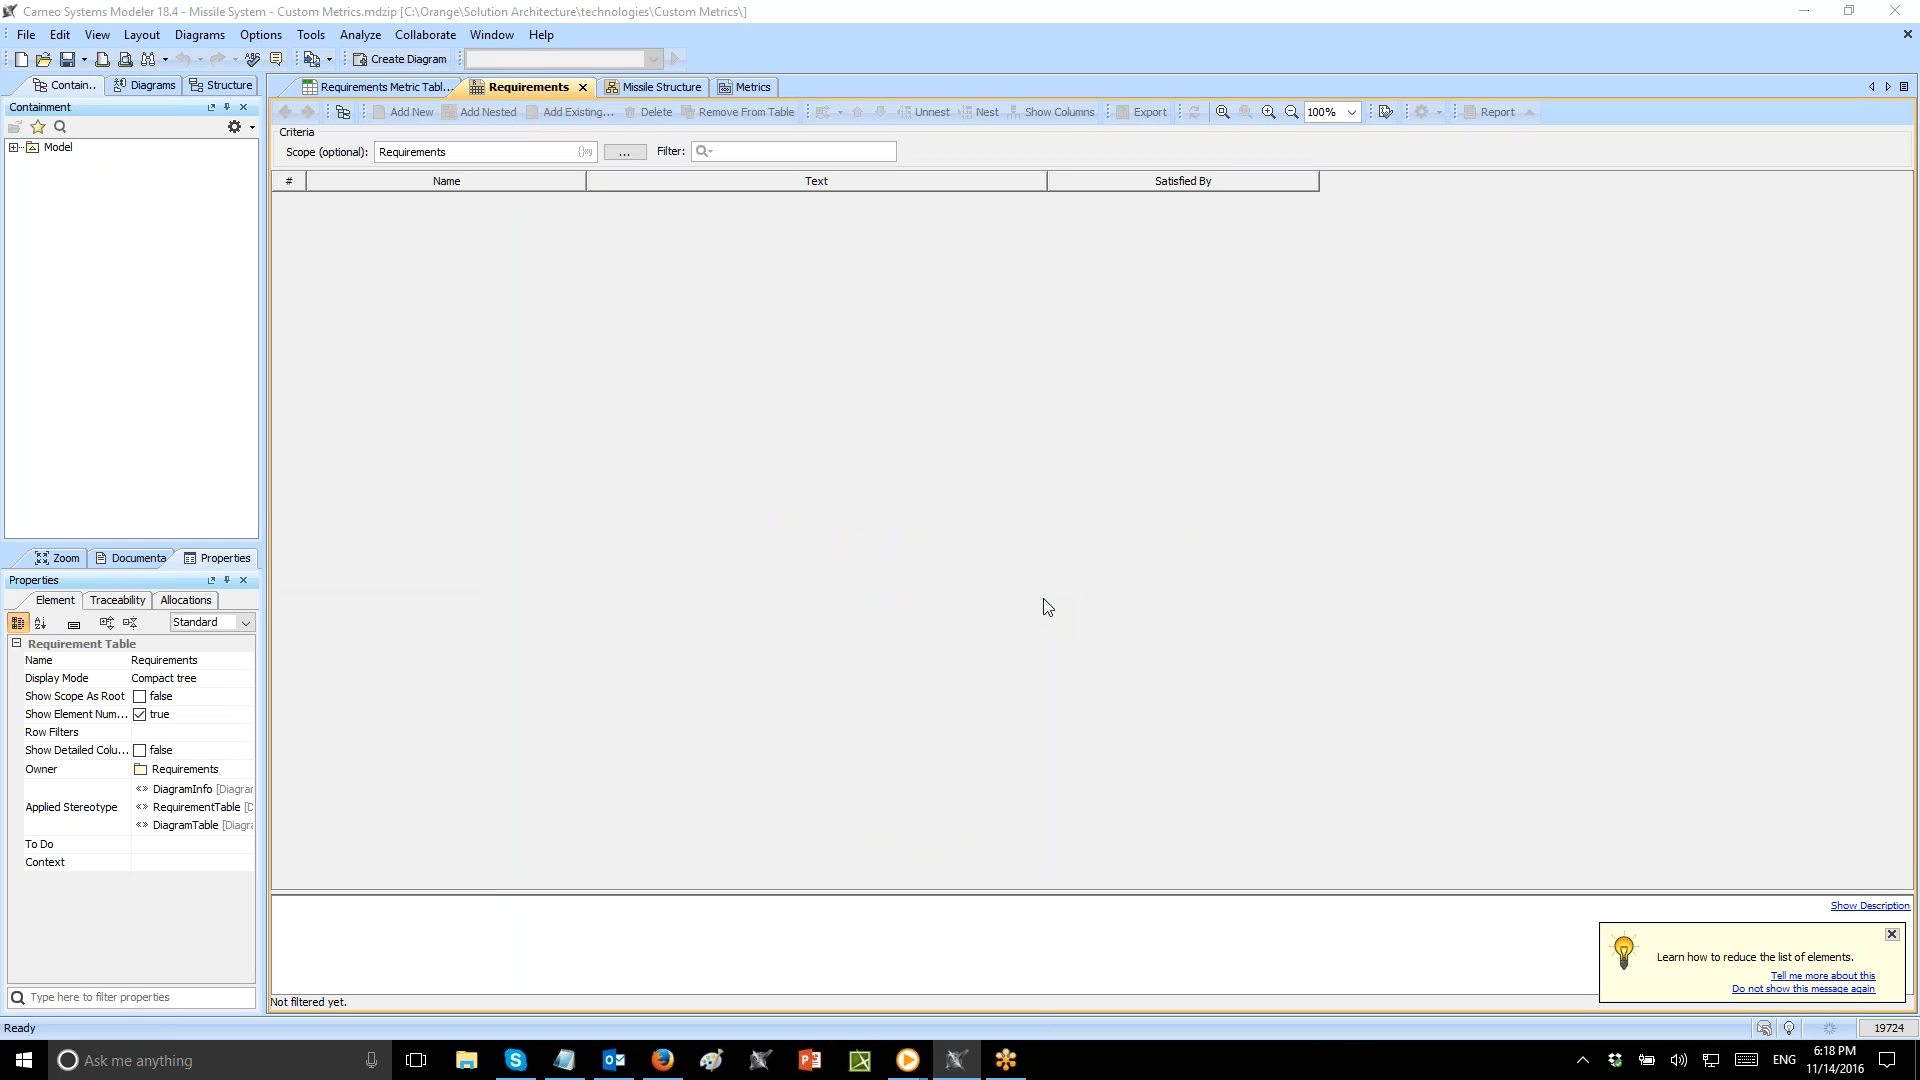 Cameo Systems Modeler 18.4 - Missile System - Custom Metrics.mdzip [C:\Orange\Solution Architecture\technologies\Custom Metrics\]
File Edit View Layout Diagrams Options Tools Analyze Collaborate Window Help
Create Diagram
Contain.. Diagrams Structure
Requirements Metric Tabl... Requirements Missile Structure Metrics
Containment
Add New Add Nested Add Existing... Delete Remove From Table Unnest Nest Show Columns Export 100% Report
Criteria
Model
Scope (optional): Requirements ... Filter:
# Name Text Satisfied By
Zoom Documenta Properties
Properties
Element Traceability Allocations
Standard
Requirement Table
Name Requirements
Display Mode Compact tree
Show Scope As Root false
Show Element Num... true
Row Filters
Show Detailed Colu... false
Owner Requirements
DiagramInfo [Diagrar
Applied Stereotype RequirementTable [D
DiagramTable [Diagra
To Do
Context
Type here to filter properties
Show Description
Learn how to reduce the list of elements.
Tell me more about this
Do not show this message again
Not filtered yet.
Ready
19724
Ask me anything
ENG
6:18 PM
11/14/2016